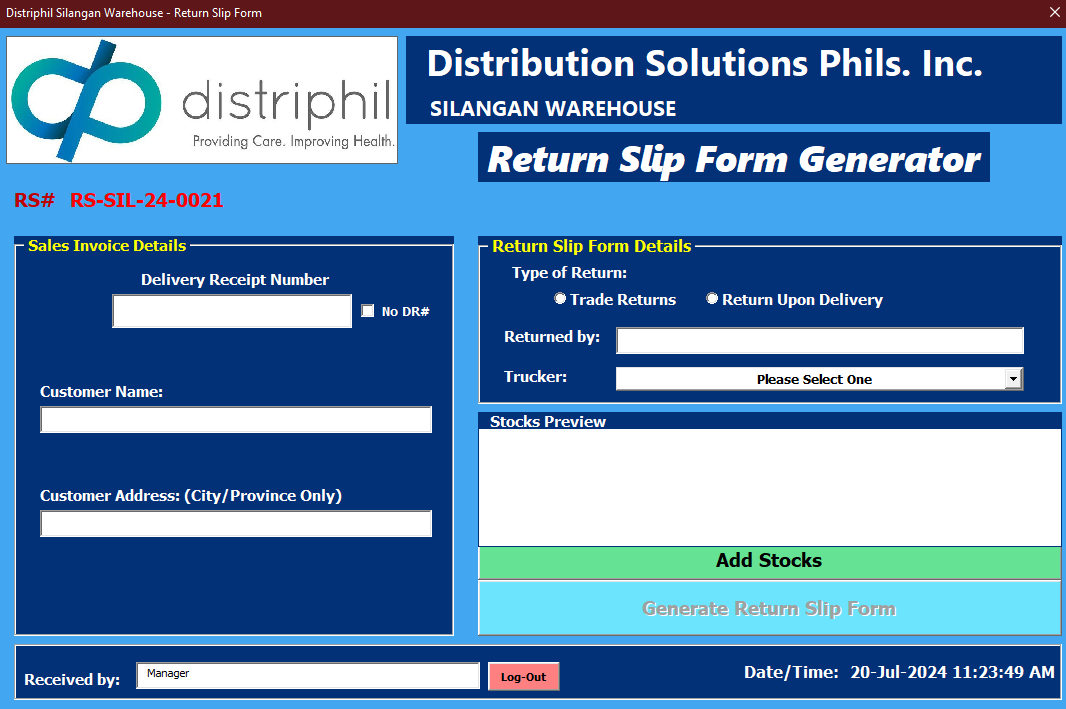 Distriphil Silangan Warehouse - Return Slip Form
distriphil
Providing Care. Improving Health.
Distribution Solutions Phils. Inc.
SILANGAN WAREHOUSE
Return Slip Form Generator
RS# RS-SIL-24-0021
Sales Invoice Details
Delivery Receipt Number
No DR#
Customer Name:
Customer Address: (City/Province Only)
Return Slip Form Details
Type of Return:
Trade Returns Return Upon Delivery
Returned by:
Trucker: Please Select One
Stocks Preview
Add Stocks
Generate Return Slip Form
Received by: Manager Log-Out
Date/Time: 20-Jul-2024 11:23:49 AM